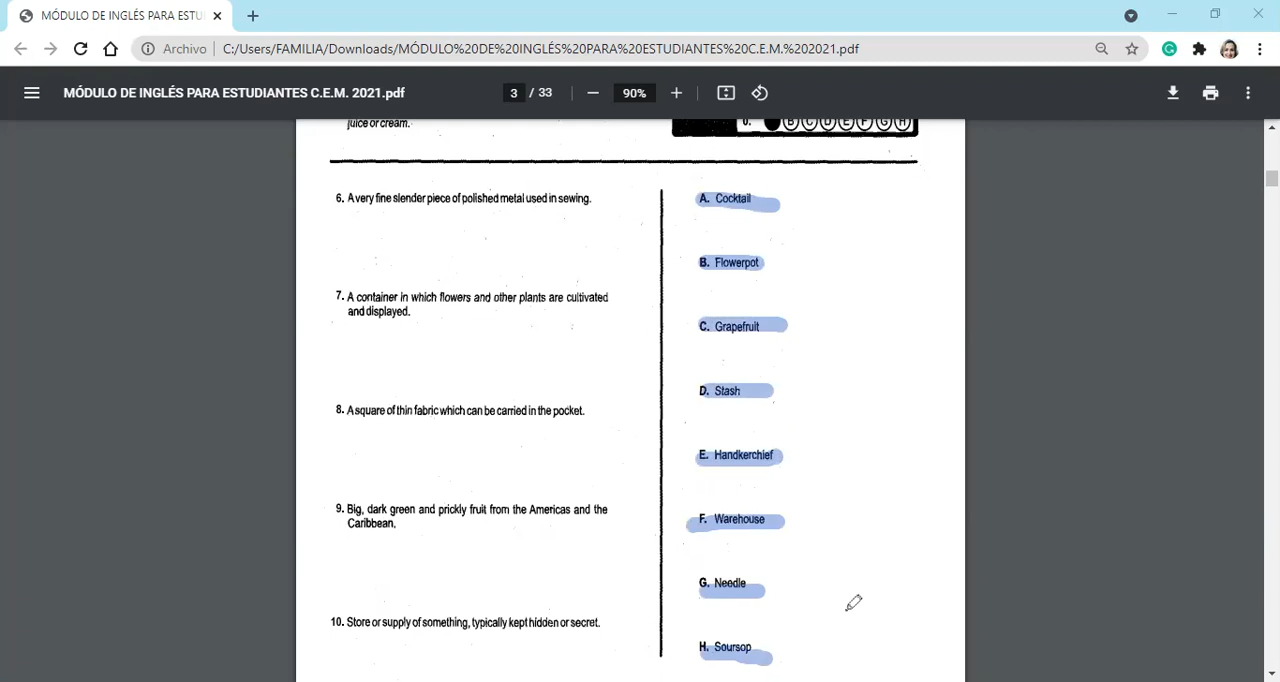 MÓDULO DE INGLÉS PARA ESTU
Archivo C:/Users/FAMILIA/Downloads/MÓDULO%20DE%20INGLÉS%20PARA%20ESTUDIANTES%20C.E.M.%202021.pdf
MÓDULO DE INGLÉS PARA ESTUDIANTES C.E.M. 2021.pdf 3 / 33 90%
juice or cream. 0. B C D E F G H
6. A very fine slender piece of polished metal used in sewing.
7. A container in which flowers and other plants are cultivated
and displayed.
8. A square of thin fabric which can be carried in the pocket.
9. Big, dark green and prickly fruit from the Americas and the
Caribbean.
10. Store or supply of something, typically kept hidden or secret.
A. Cocktail
B. Flowerpot
C. Grapefruit
D. Stash
E. Handkerchief
F. Warehouse
G. Needle
H. Soursop